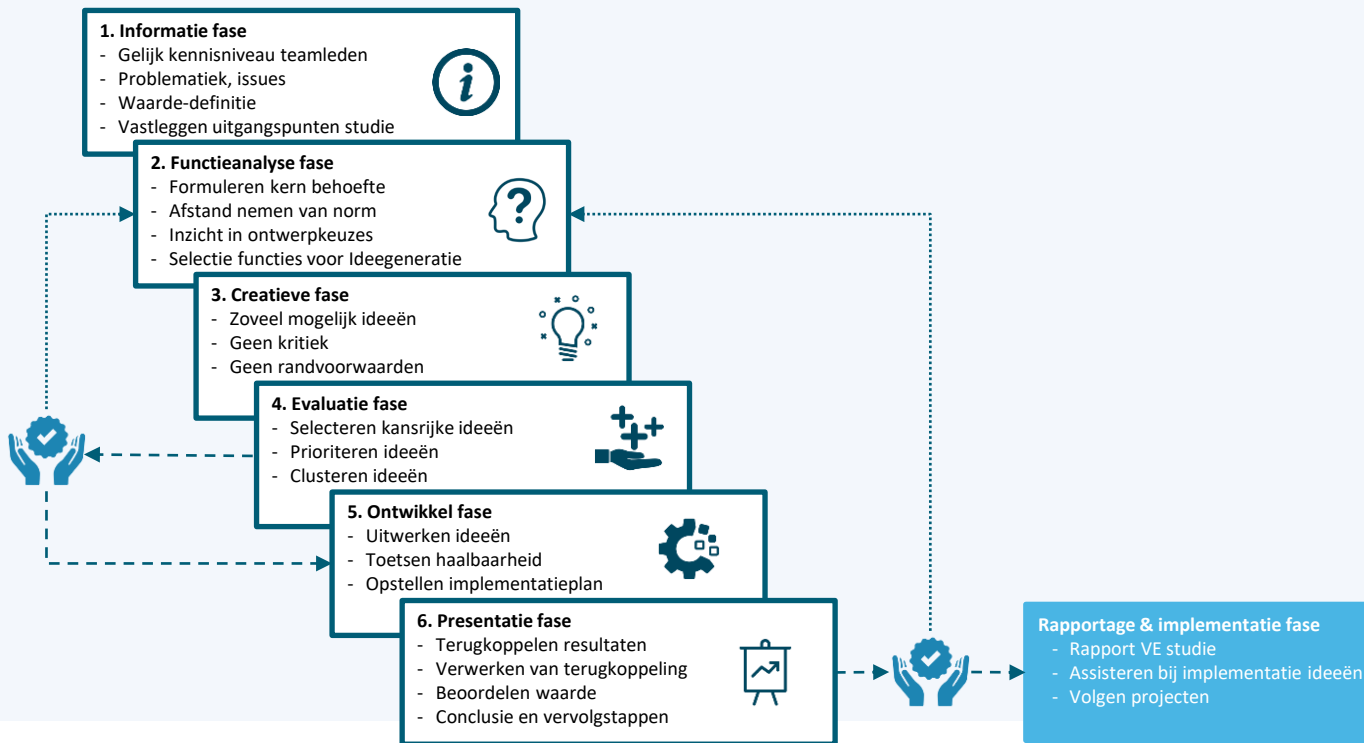 1. Informatie fase
- Gelijk kennisniveau teamleden
- Problematiek, issues
- Waarde-definitie
- Vastleggen uitgangspunten studie
2. Functieanalyse fase
- Formuleren kern behoefte
- Afstand nemen van norm
- Inzicht in ontwerpkeuzes
- Selectie functies voor Ideegeneratie
3. Creatieve fase
- Zoveel mogelijk ideeën
- Geen kritiek
- Geen randvoorwaarden
4. Evaluatie fase
- Selecteren kansrijke ideeën
- Prioriteren ideeën
- Clusteren ideeën
5. Ontwikkel fase
- Uitwerken ideeën
- Toetsen haalbaarheid
- Opstellen implementatieplan
6. Presentatie fase
- Terugkoppelen resultaten
- Verwerken van terugkoppeling
- Beoordelen waarde
- Conclusie en vervolgstappen
Rapportage & implementatie fase
- Rapport VE studie
- Assisteren bij implementatie ideeën
- Volgen projecten